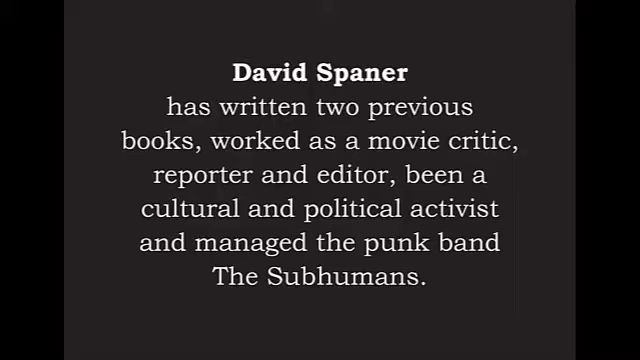 David Spaner
has written two previous
books, worked as a movie critic,
reporter and editor, been a
cultural and political activist
and managed the punk band
The Subhumans.